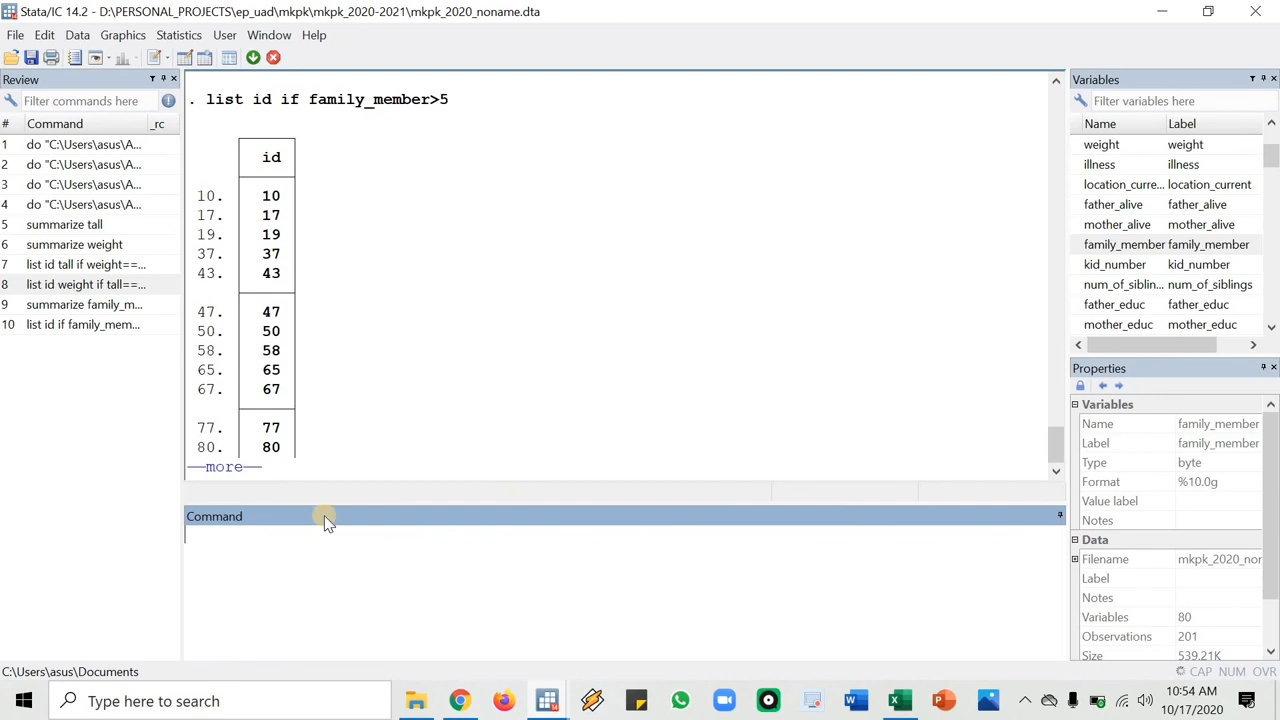 Stata/IC 14.2 - D:\PERSONAL_PROJECTS\ep_uad\mkpk\mkpk_2020-2021\mkpk_2020_noname.dta
File Edit Data Graphics Statistics User Window Help
Review
Filter commands here
# Command _rc
1 do "C:\Users\asus\A...
2 do "C:\Users\asus\A...
3 do "C:\Users\asus\A...
4 do "C:\Users\asus\A...
5 summarize tall
6 summarize weight
7 list id tall if weight==...
8 list id weight if tall==...
9 summarize family_m...
10 list id if family_mem...
. list id if family_member>5
id
10. 10
17. 17
19. 19
37. 37
43. 43
47. 47
50. 50
58. 58
65. 65
67. 67
77. 77
80. 80
—more—
Command
Variables
Filter variables here
Name Label
weight weight
illness illness
location_curre... location_current
father_alive father_alive
mother_alive mother_alive
family_member family_member
kid_number kid_number
num_of_siblin... num_of_siblings
father_educ father_educ
mother_educ mother_educ
Properties
Variables
Name family_member
Label family_member
Type byte
Format %10.0g
Value label
Notes
Data
Filename mkpk_2020_nor
Label
Notes
Variables 80
Observations 201
Size 539.21K
C:\Users\asus\Documents
CAP NUM OVR
Type here to search
10:54 AM
10/17/2020